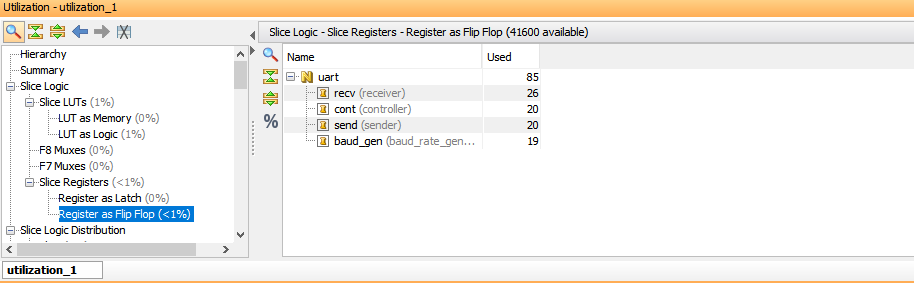 Utilization - utilization_1
Slice Logic - Slice Registers - Register as Flip Flop (41600 available)
Hierarchy
Summary
Slice Logic
Slice LUTs (1%)
LUT as Memory (0%)
LUT as Logic (1%)
F8 Muxes (0%)
F7 Muxes (0%)
Slice Registers (<1%)
Register as Latch (0%)
Register as Flip Flop (<1%)
Slice Logic Distribution
%
Name Used
uart 85
recv (receiver) 26
cont (controller) 20
send (sender) 20
baud_gen (baud_rate_gen... 19
utilization_1